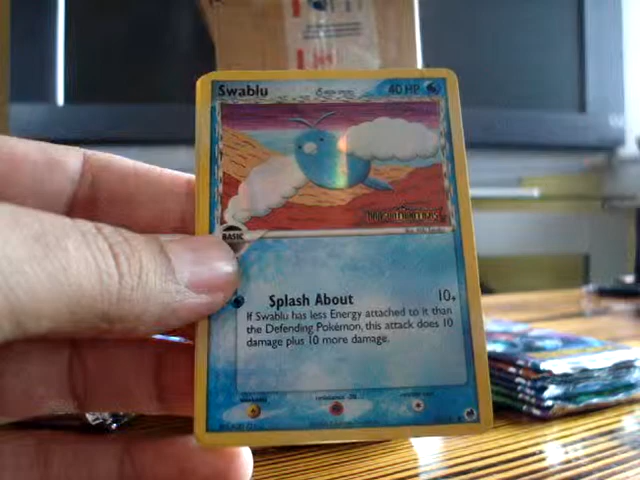 Swablu
40 HP
BASIC
Splash About 10+
If Swablu has less Energy attached to it than
the Defending Pokémon, this attack does 10
damage plus 10 more damage.